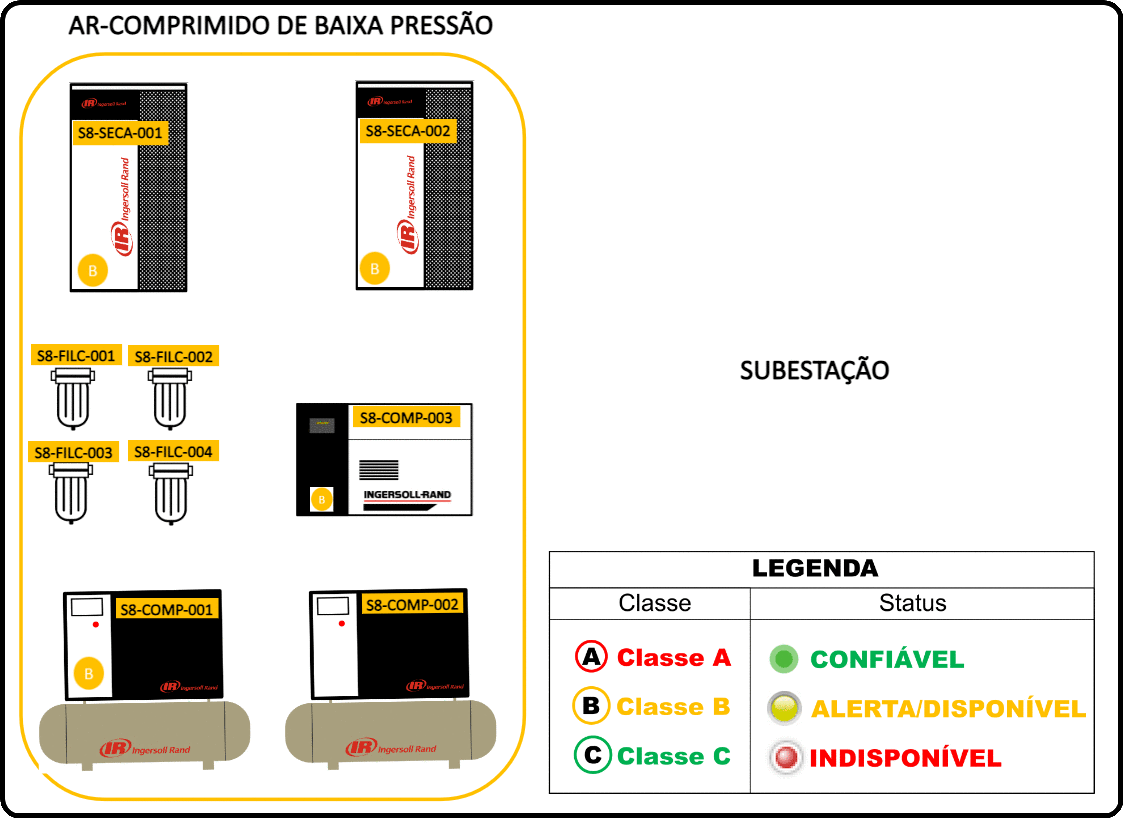 AR-COMPRIMIDO DE BAIXA PRESSÃO
IR Ingersoll Rand
S8-SECA-001
IR Ingersoll Rand
B
IR Ingersoll Rand
S8-SECA-002
IR Ingersoll Rand
B
S8-FILC-001
S8-FILC-002
S8-FILC-003
S8-FILC-004
S8-COMP-003
INGERSOLL-RAND
B
S8-COMP-001
B
IR Ingersoll Rand
IR Ingersoll Rand
S8-COMP-002
IR Ingersoll Rand
IR Ingersoll Rand
SUBESTAÇÃO
LEGENDA
Classe Status
A Classe A CONFIÁVEL
B Classe B ALERTA/DISPONÍVEL
C Classe C INDISPONÍVEL